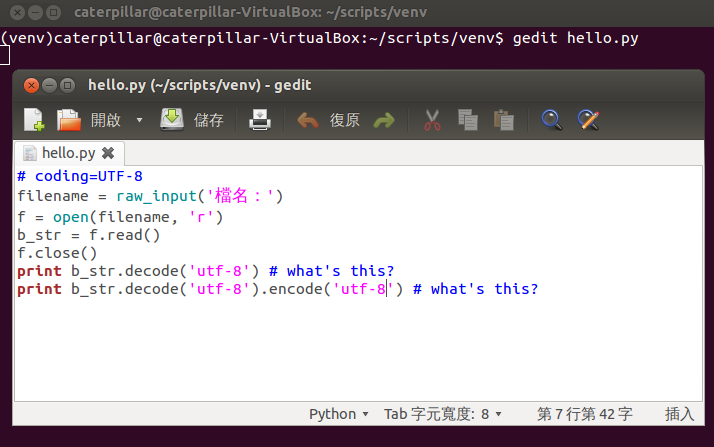 caterpillar@caterpillar-VirtualBox: ~/scripts/venv
(venv)caterpillar@caterpillar-VirtualBox:~/scripts/venv$ gedit hello.py
hello.py (~/scripts/venv) - gedit
開啟 儲存 復原
hello.py
# coding=UTF-8
filename = raw_input('檔名：')
f = open(filename, 'r')
b_str = f.read()
f.close()
print b_str.decode('utf-8') # what's this?
print b_str.decode('utf-8').encode('utf-8') # what's this?
Python Tab 字元寬度: 8 第 7 行第 42 字 插入